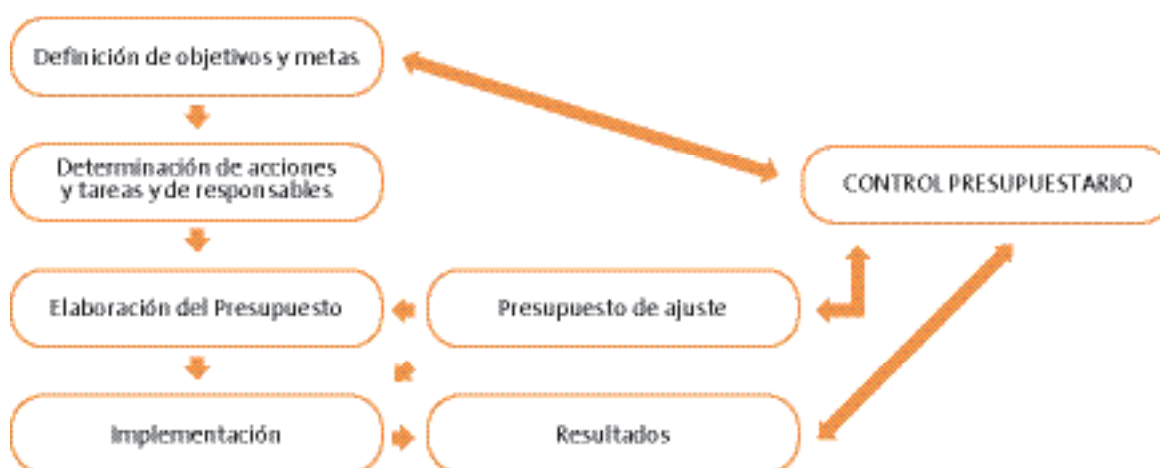 Definición de objetivos y metas
Determinación de acciones
y tareas y de responsables
CONTROL PRESUPUESTARIO
Elaboración del Presupuesto
Presupuesto de ajuste
Implementación
Resultados